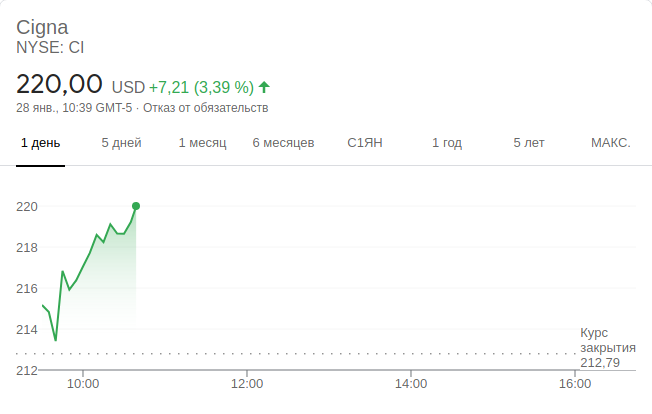 Cigna
NYSE: CI
220,00 USD +7,21 (3,39 %)
28 янв., 10:39 GMT-5 · Отказ от обязательств
1 день 5 дней 1 месяц 6 месяцев С1ЯН 1 год 5 лет МАКС.
220
218
216
214
Курс
закрытия
212,79
212
10:00 12:00 14:00 16:00